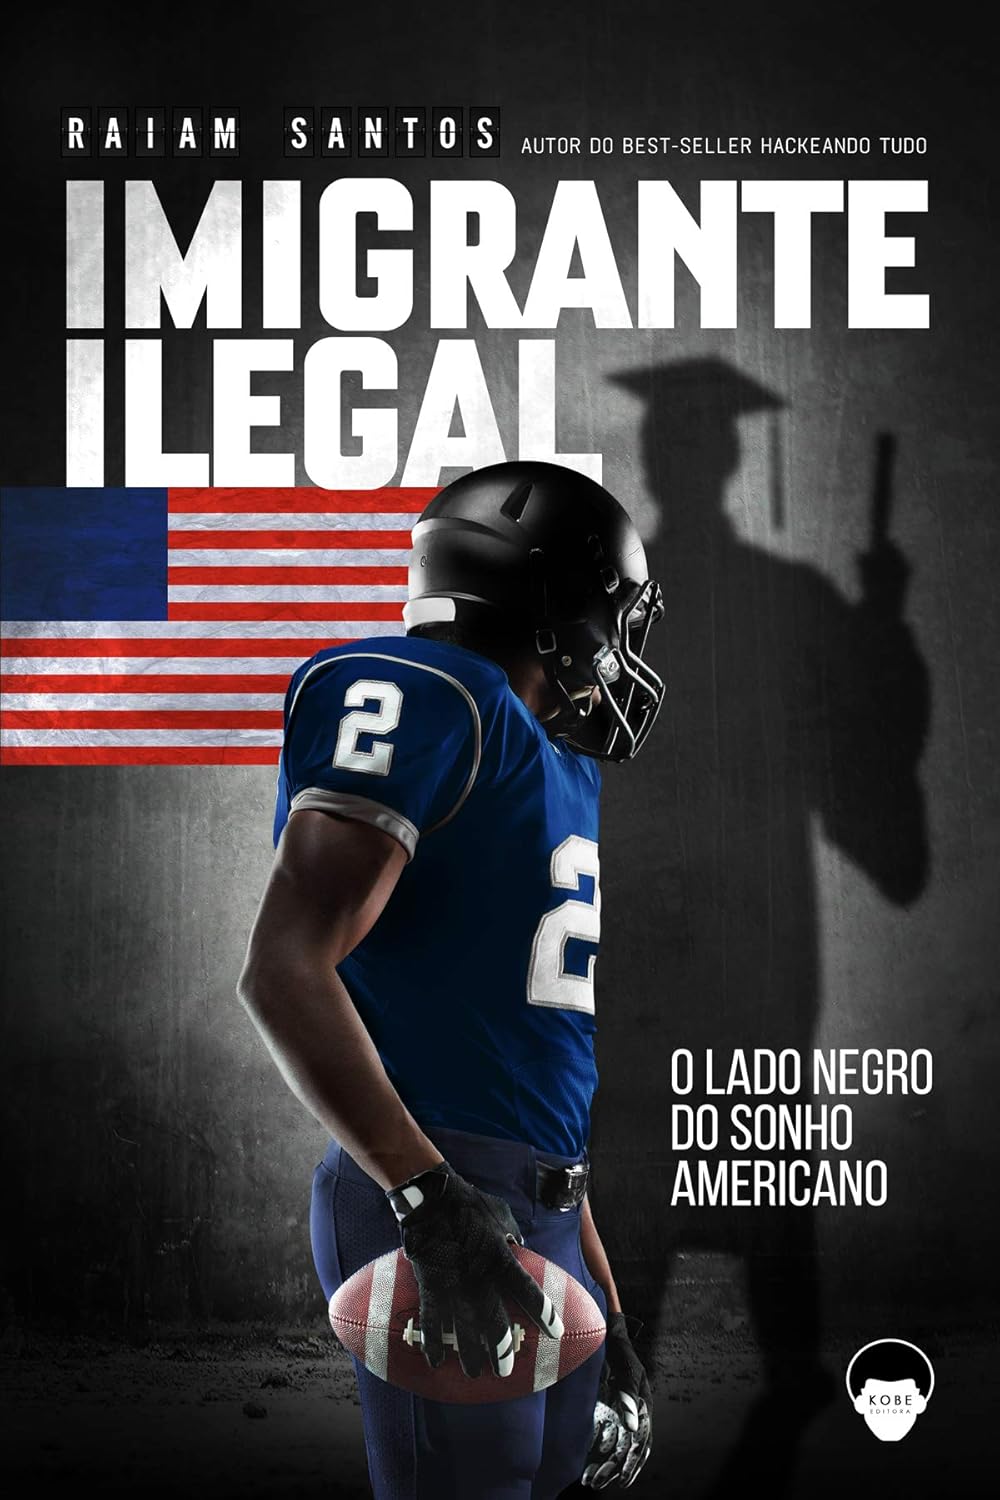 RAIAM SANTOS AUTOR DO BEST-SELLER HACKEANDO TUDO
IMIGRANTE
ILEGAL
2
2
O LADO NEGRO
DO SONHO
AMERICANO
KOBE
EDITORA